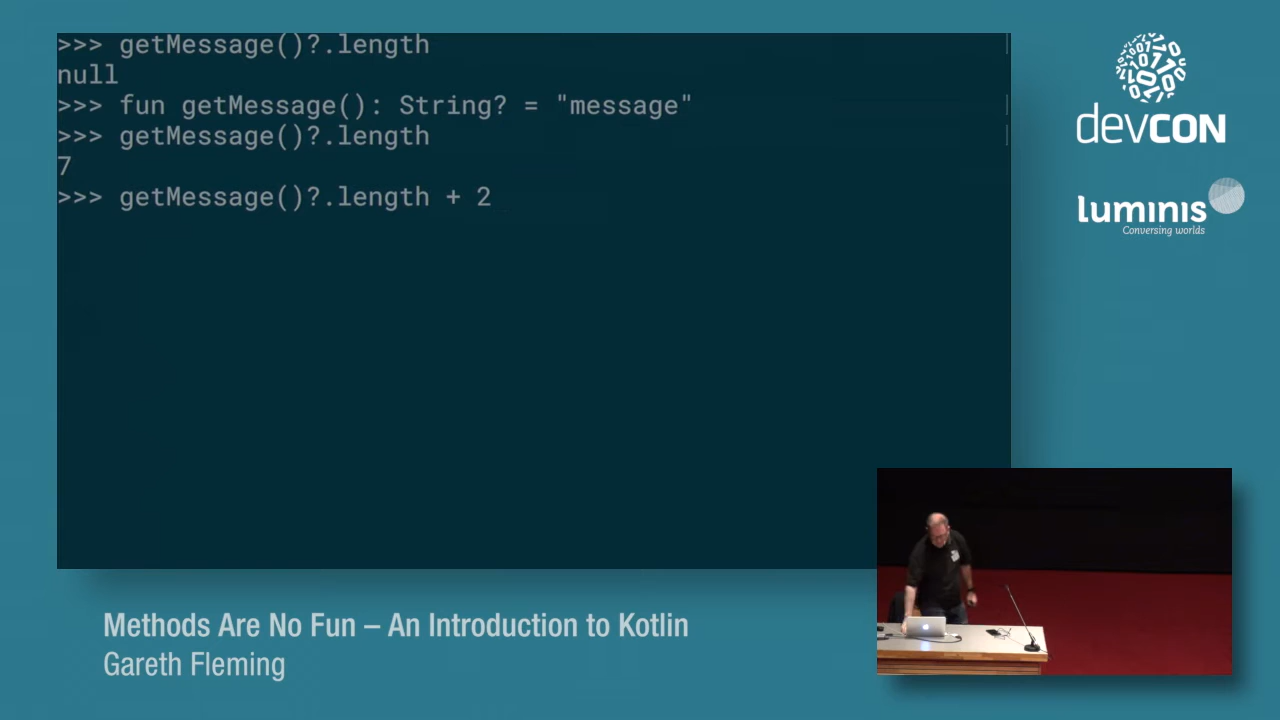 >>> getMessage()?.length
null
>>> fun getMessage(): String? = "message"
>>> getMessage()?.length
7
>>> getMessage()?.length + 2
devCON
luminis
Conversing worlds
Methods Are No Fun – An Introduction to Kotlin
Gareth Fleming